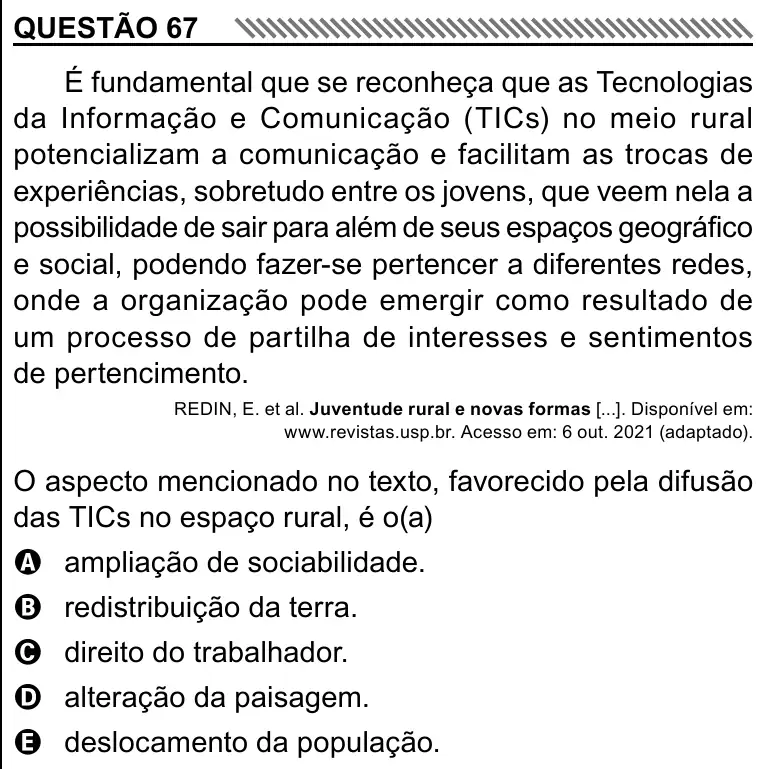 QUESTÃO 67
É fundamental que se reconheça que as Tecnologias
da Informação e Comunicação (TICs) no meio rural
potencializam a comunicação e facilitam as trocas de
experiências, sobretudo entre os jovens, que veem nela a
possibilidade de sair para além de seus espaços geográfico
e social, podendo fazer-se pertencer a diferentes redes,
onde a organização pode emergir como resultado de
um processo de partilha de interesses e sentimentos
de pertencimento.
REDIN, E. et al. Juventude rural e novas formas [...]. Disponível em:
www.revistas.usp.br. Acesso em: 6 out. 2021 (adaptado).
O aspecto mencionado no texto, favorecido pela difusão
das TICs no espaço rural, é o(a)
A ampliação de sociabilidade.
B redistribuição da terra.
C direito do trabalhador.
D alteração da paisagem.
E deslocamento da população.